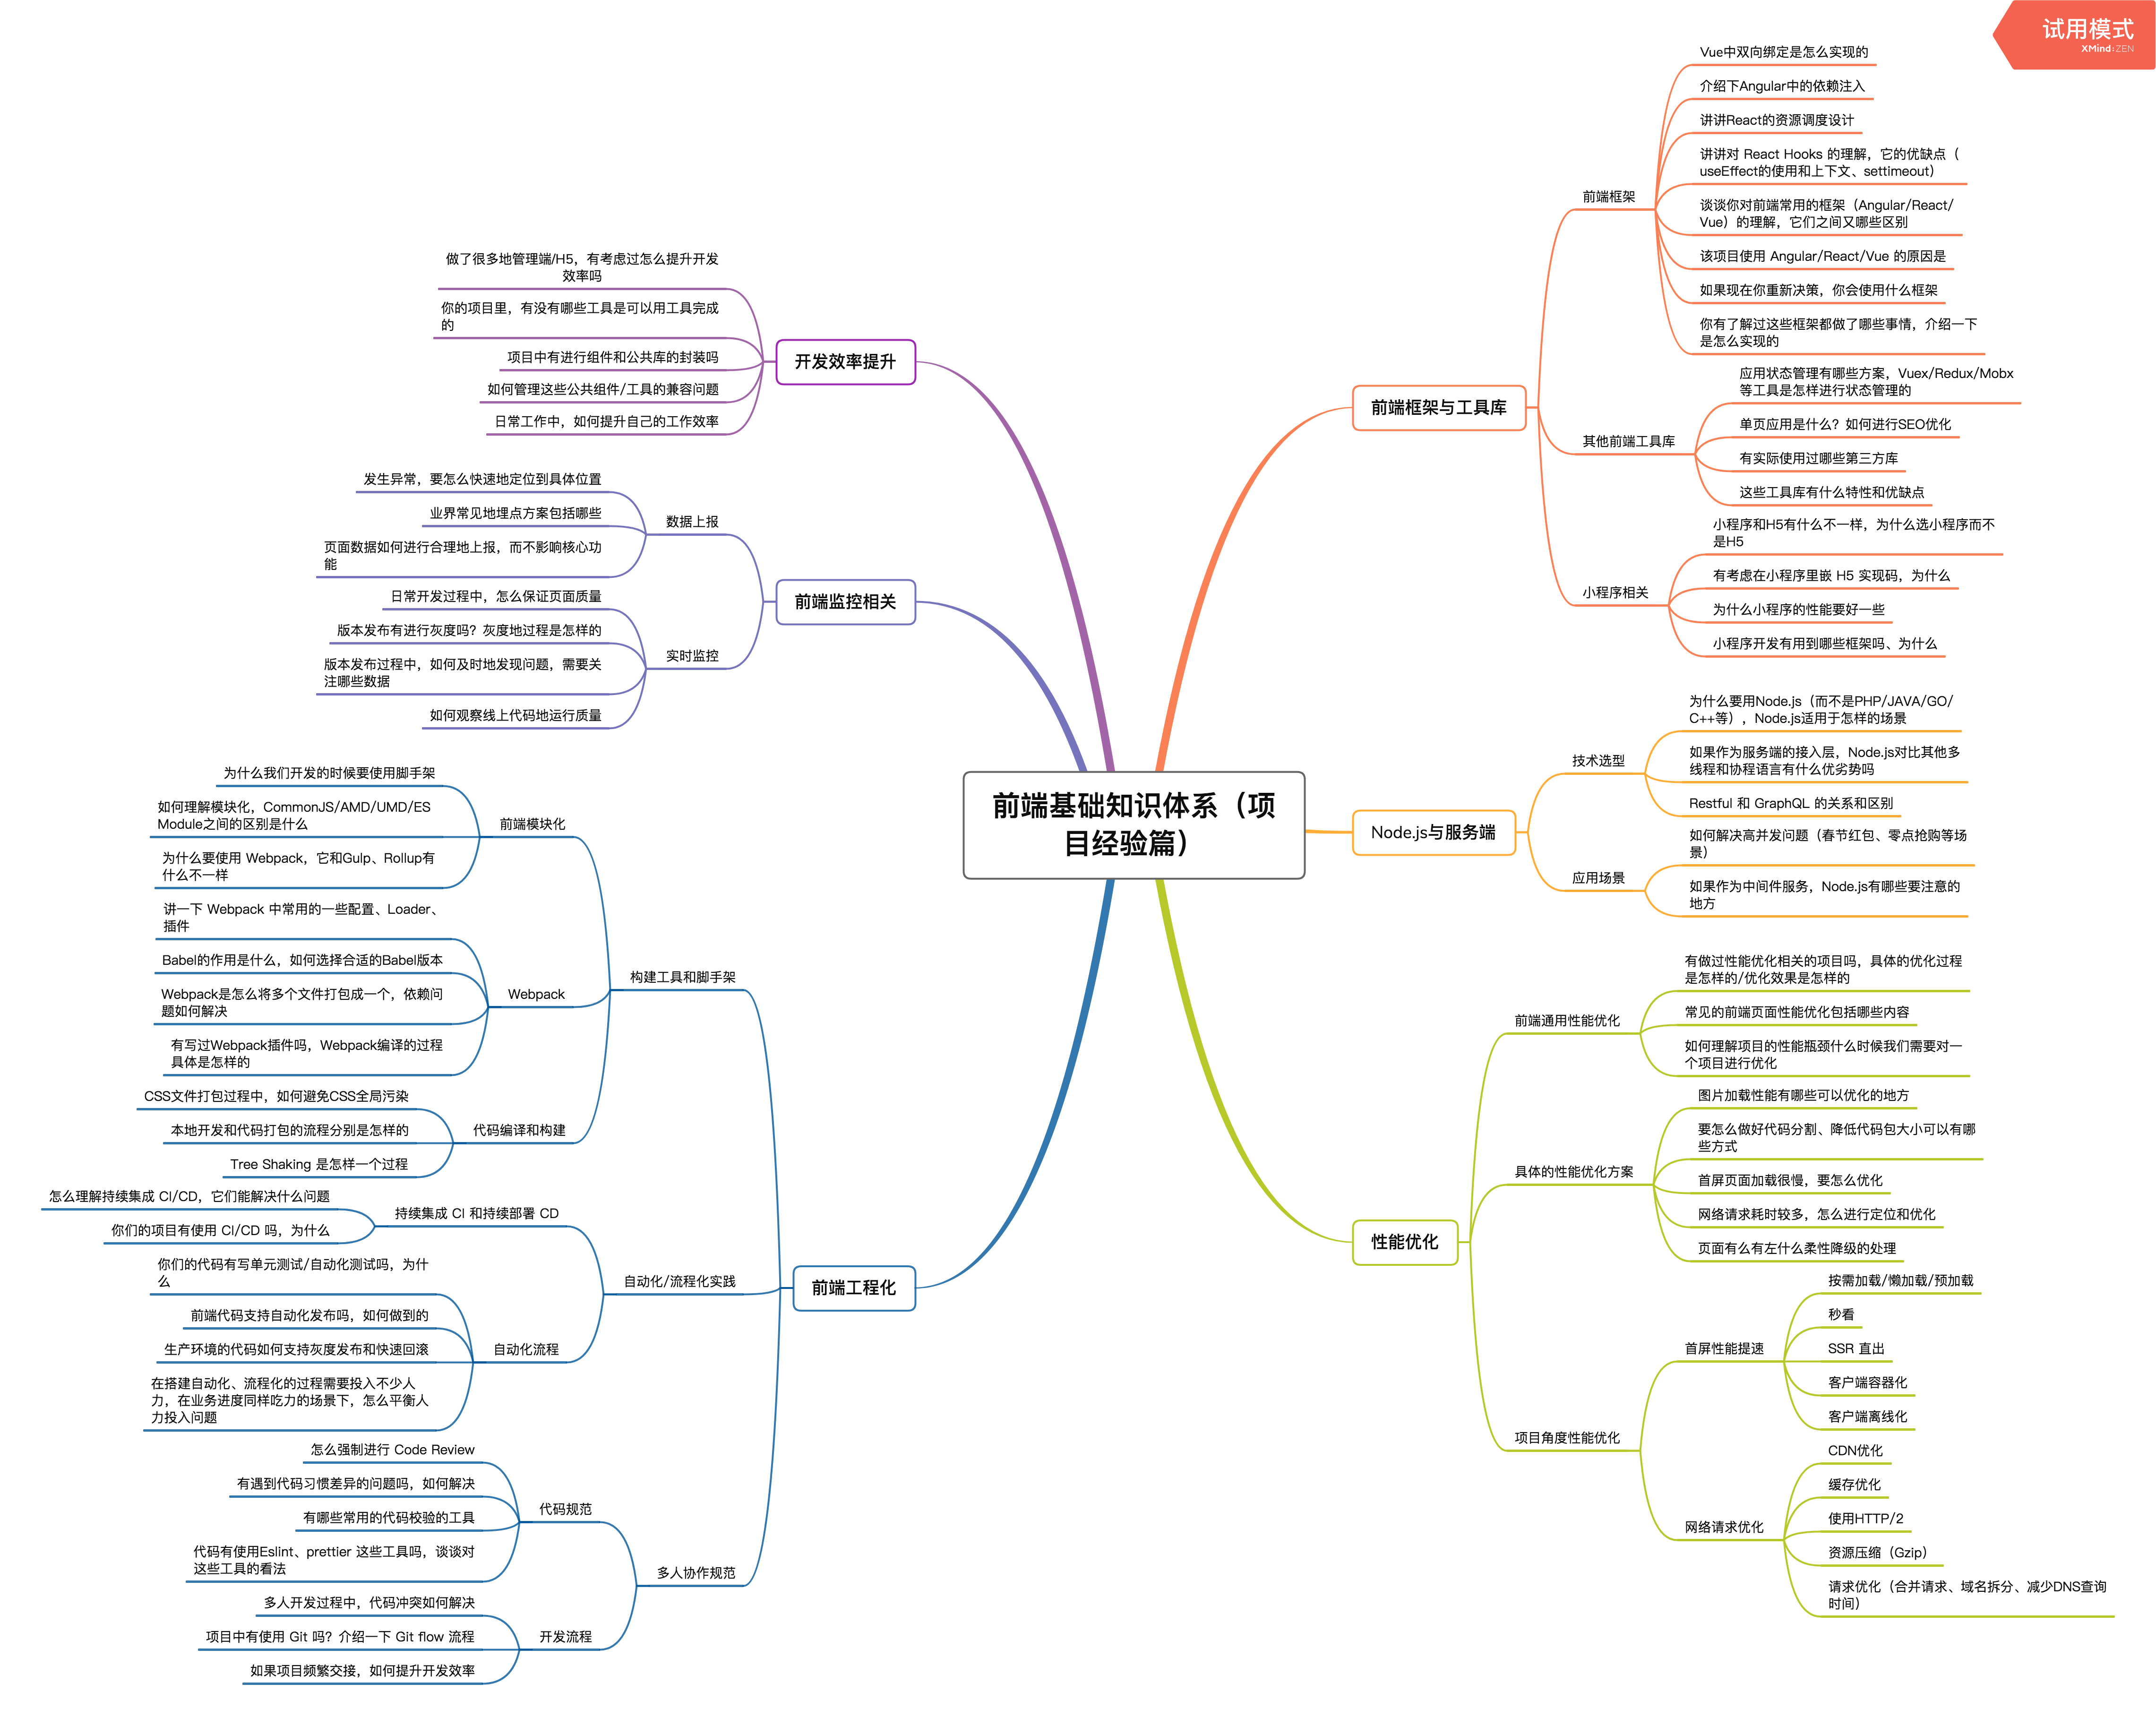 试用模式
XMind:ZEN
前端基础知识体系（项
目经验篇）
前端框架与工具库
前端框架
Vue中双向绑定是怎么实现的
介绍下Angular中的依赖注入
讲讲React的资源调度设计
讲讲对 React Hooks 的理解，它的优缺点（
useEffect的使用和上下文、settimeout）
谈谈你对前端常用的框架（Angular/React/
Vue）的理解，它们之间又哪些区别
该项目使用 Angular/React/Vue 的原因是
如果现在你重新决策，你会使用什么框架
你有了解过这些框架都做了哪些事情，介绍一下
是怎么实现的
其他前端工具库
应用状态管理有哪些方案，Vuex/Redux/Mobx
等工具是怎样进行状态管理的
单页应用是什么？如何进行SEO优化
有实际使用过哪些第三方库
这些工具库有什么特性和优缺点
小程序相关
小程序和H5有什么不一样，为什么选小程序而不
是H5
有考虑在小程序里嵌 H5 实现码，为什么
为什么小程序的性能要好一些
小程序开发有用到哪些框架吗、为什么
Node.js与服务端
技术选型
为什么要用Node.js（而不是PHP/JAVA/GO/
C++等），Node.js适用于怎样的场景
如果作为服务端的接入层，Node.js对比其他多
线程和协程语言有什么优劣势吗
Restful 和 GraphQL 的关系和区别
应用场景
如何解决高并发问题（春节红包、零点抢购等场
景）
如果作为中间件服务，Node.js有哪些要注意的
地方
性能优化
前端通用性能优化
有做过性能优化相关的项目吗，具体的优化过程
是怎样的/优化效果是怎样的
常见的前端页面性能优化包括哪些内容
如何理解项目的性能瓶颈什么时候我们需要对一
个项目进行优化
具体的性能优化方案
图片加载性能有哪些可以优化的地方
要怎么做好代码分割、降低代码包大小可以有哪
些方式
首屏页面加载很慢，要怎么优化
网络请求耗时较多，怎么进行定位和优化
页面有么有左什么柔性降级的处理
项目角度性能优化
首屏性能提速
按需加载/懒加载/预加载
秒看
SSR 直出
客户端容器化
客户端离线化
网络请求优化
CDN优化
缓存优化
使用HTTP/2
资源压缩（Gzip）
请求优化（合并请求、域名拆分、减少DNS查询
时间）
开发效率提升
做了很多地管理端/H5，有考虑过怎么提升开发
效率吗
你的项目里，有没有哪些工具是可以用工具完成
的
项目中有进行组件和公共库的封装吗
如何管理这些公共组件/工具的兼容问题
日常工作中，如何提升自己的工作效率
前端监控相关
数据上报
发生异常，要怎么快速地定位到具体位置
业界常见地埋点方案包括哪些
页面数据如何进行合理地上报，而不影响核心功
能
实时监控
日常开发过程中，怎么保证页面质量
版本发布有进行灰度吗？灰度地过程是怎样的
版本发布过程中，如何及时地发现问题，需要关
注哪些数据
如何观察线上代码地运行质量
前端工程化
构建工具和脚手架
前端模块化
为什么我们开发的时候要使用脚手架
如何理解模块化，CommonJS/AMD/UMD/ES
Module之间的区别是什么
为什么要使用 Webpack，它和Gulp、Rollup有
什么不一样
Webpack
讲一下 Webpack 中常用的一些配置、Loader、
插件
Babel的作用是什么，如何选择合适的Babel版本
Webpack是怎么将多个文件打包成一个，依赖问
题如何解决
有写过Webpack插件吗，Webpack编译的过程
具体是怎样的
代码编译和构建
CSS文件打包过程中，如何避免CSS全局污染
本地开发和代码打包的流程分别是怎样的
Tree Shaking 是怎样一个过程
自动化/流程化实践
持续集成 CI 和持续部署 CD
怎么理解持续集成 CI/CD，它们能解决什么问题
你们的项目有使用 CI/CD 吗，为什么
自动化流程
你们的代码有写单元测试/自动化测试吗，为什
么
前端代码支持自动化发布吗，如何做到的
生产环境的代码如何支持灰度发布和快速回滚
在搭建自动化、流程化的过程需要投入不少人
力，在业务进度同样吃力的场景下，怎么平衡人
力投入问题
多人协作规范
代码规范
怎么强制进行 Code Review
有遇到代码习惯差异的问题吗，如何解决
有哪些常用的代码校验的工具
代码有使用Eslint、prettier 这些工具吗，谈谈对
这些工具的看法
开发流程
多人开发过程中，代码冲突如何解决
项目中有使用 Git 吗？介绍一下 Git flow 流程
如果项目频繁交接，如何提升开发效率